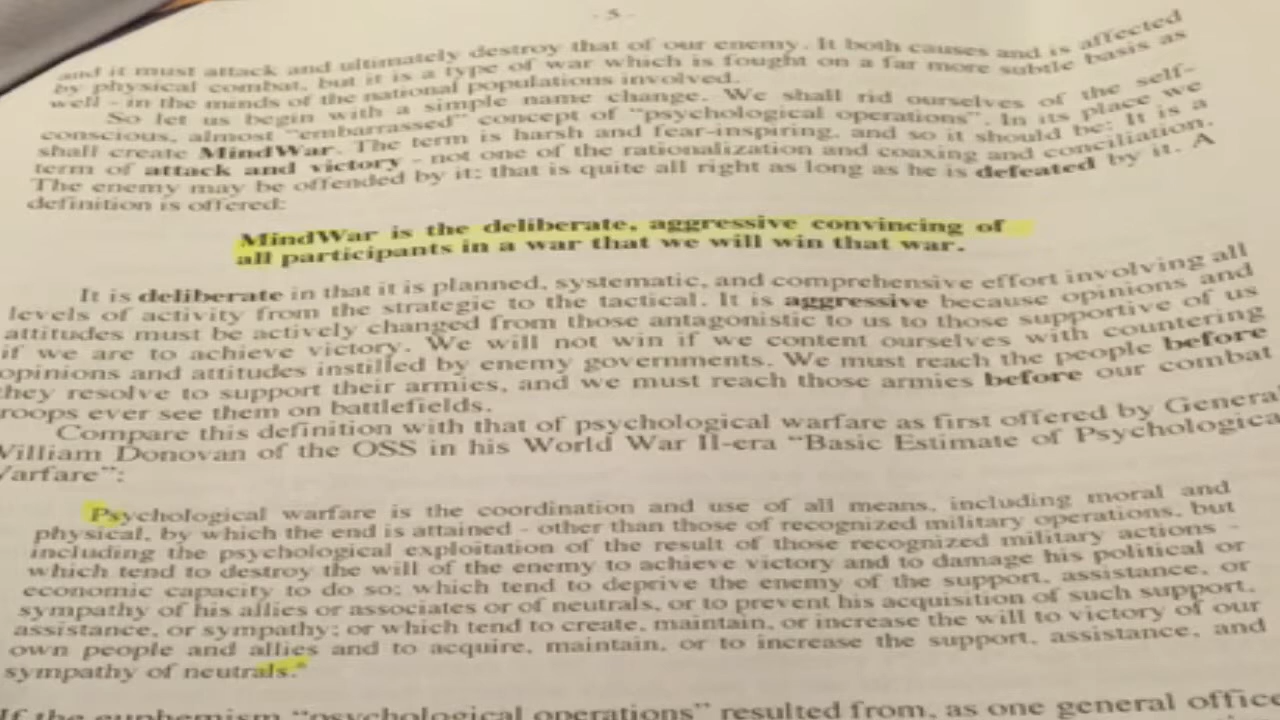 - 5 -
and it must attack and ultimately destroy that of our enemy. It both causes and is affected
by physical combat, but it is a type of war which is fought on a far more subtle basis as
well - in the minds of the national populations involved.
So let us begin with a simple name change. We shall rid ourselves of the self-
conscious, almost "embarrassed" concept of "psychological operations". In its place we
shall create MindWar. The term is harsh and fear-inspiring, and so it should be: It is a
term of attack and victory - not one of the rationalization and coaxing and conciliation.
The enemy may be offended by it; that is quite all right as long as he is defeated by it. A
definition is offered:
MindWar is the deliberate, aggressive convincing of
all participants in a war that we will win that war.
It is deliberate in that it is planned, systematic, and comprehensive effort involving all
levels of activity from the strategic to the tactical. It is aggressive because opinions and
attitudes must be actively changed from those antagonistic to us to those supportive of us
if we are to achieve victory. We will not win if we content ourselves with countering
opinions and attitudes instilled by enemy governments. We must reach the people before
they resolve to support their armies, and we must reach those armies before our combat
roops ever see them on battlefields.
Compare this definition with that of psychological warfare as first offered by Genera
William Donovan of the OSS in his World War II-era "Basic Estimate of Psychologica
Warfare":
Psychological warfare is the coordination and use of all means, including moral and
physical, by which the end is attained - other than those of recognized military operations, but
including the psychological exploitation of the result of those recognized military actions -
which tend to destroy the will of the enemy to achieve victory and to damage his political or
economic capacity to do so; which tend to deprive the enemy of the support, assistance, or
sympathy of his allies or associates or of neutrals, or to prevent his acquisition of such support,
assistance, or sympathy; or which tend to create, maintain, or increase the will to victory of our
own people and allies and to acquire, maintain, or to increase the support, assistance, and
sympathy of neutrals.*
If the euphemism "psychological operations" resulted from, as one general office